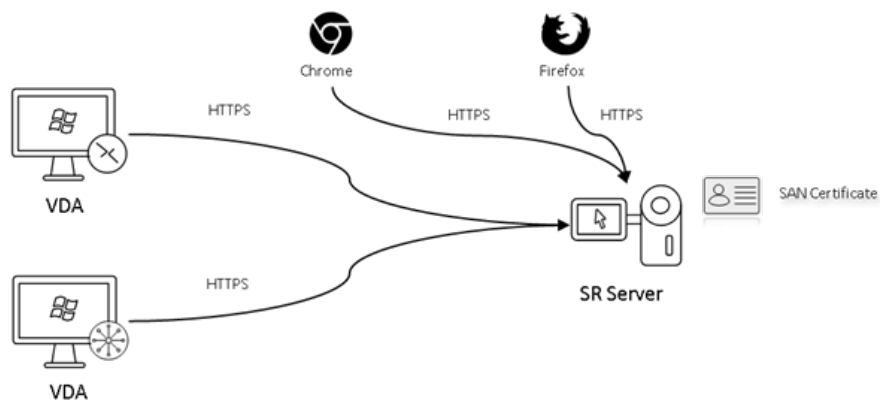 Chrome
Firefox
HTTPS
HTTPS
HTTPS
VDA
SAN Certificate
HTTPS
SR Server
VDA